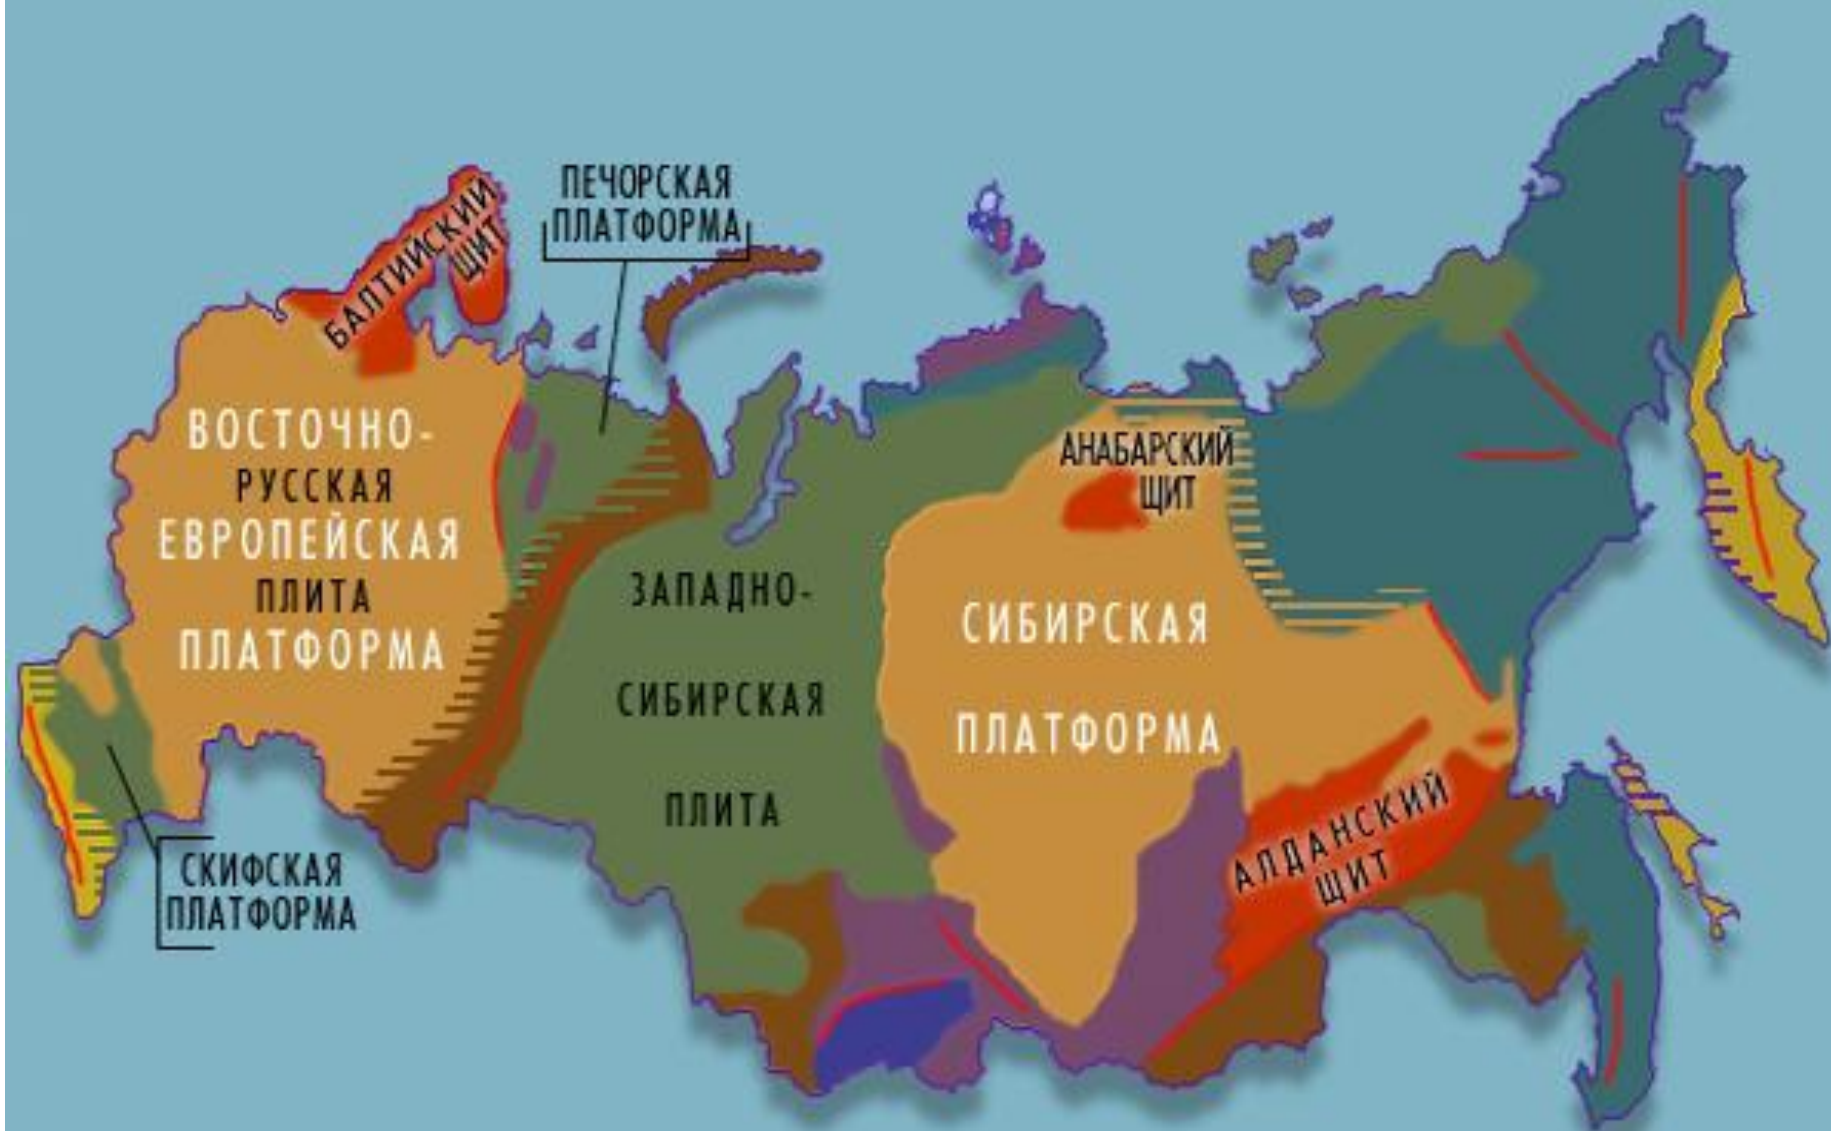 ПЕЧОРСКАЯ
ПЛАТФОРМА
БАЛТИЙСКИЙ
ЩИТ
ВОСТОЧНО-
РУССКАЯ
ЕВРОПЕЙСКАЯ
ПЛИТА
ПЛАТФОРМА
АНАБАРСКИЙ
ЩИТ
ЗАПАДНО-
СИБИРСКАЯ
ПЛИТА
СИБИРСКАЯ
ПЛАТФОРМА
АЛДАНСКИЙ
ЩИТ
СКИФСКАЯ
ПЛАТФОРМА